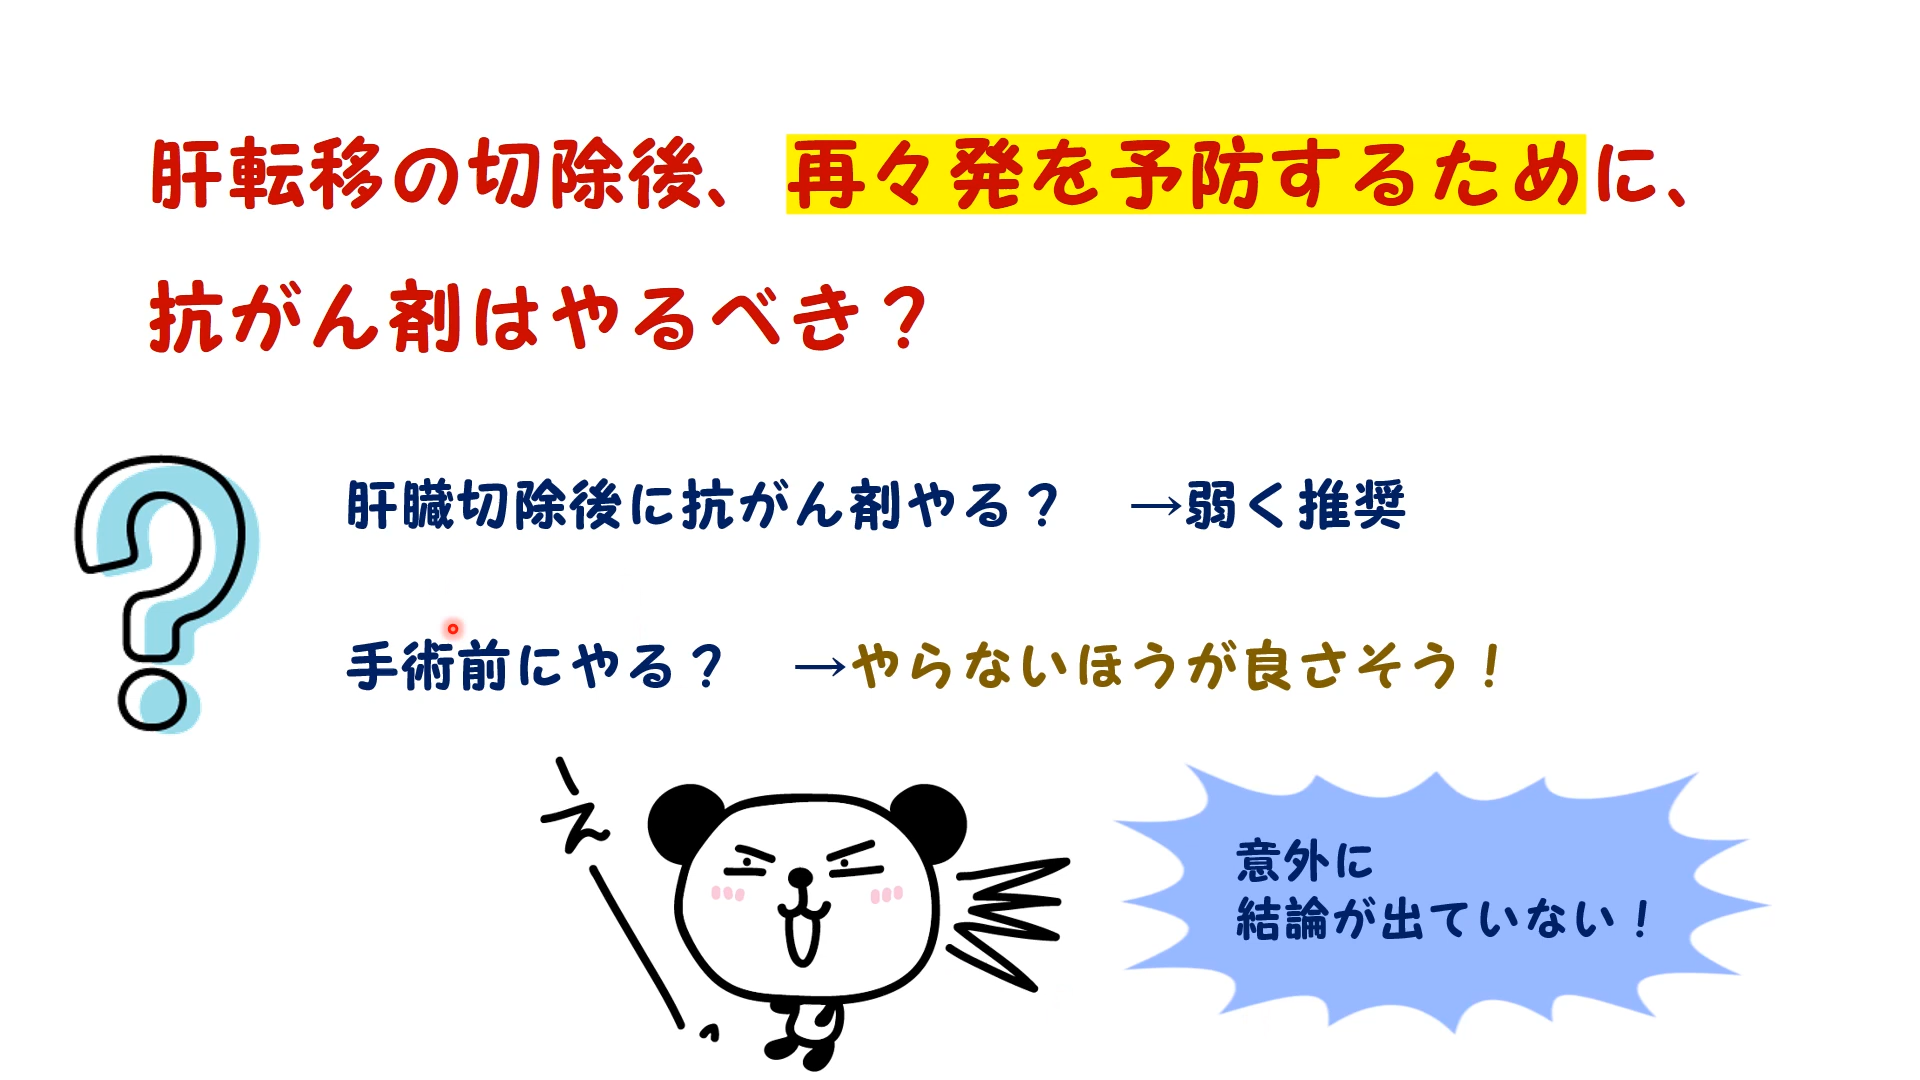 肝転移の切除後、再々発を予防するために、
抗がん剤はやるべき？
肝臓切除後に抗がん剤やる？　→弱く推奨
手術前にやる？　→やらないほうが良さそう！
え～っ
意外に
結論が出ていない！